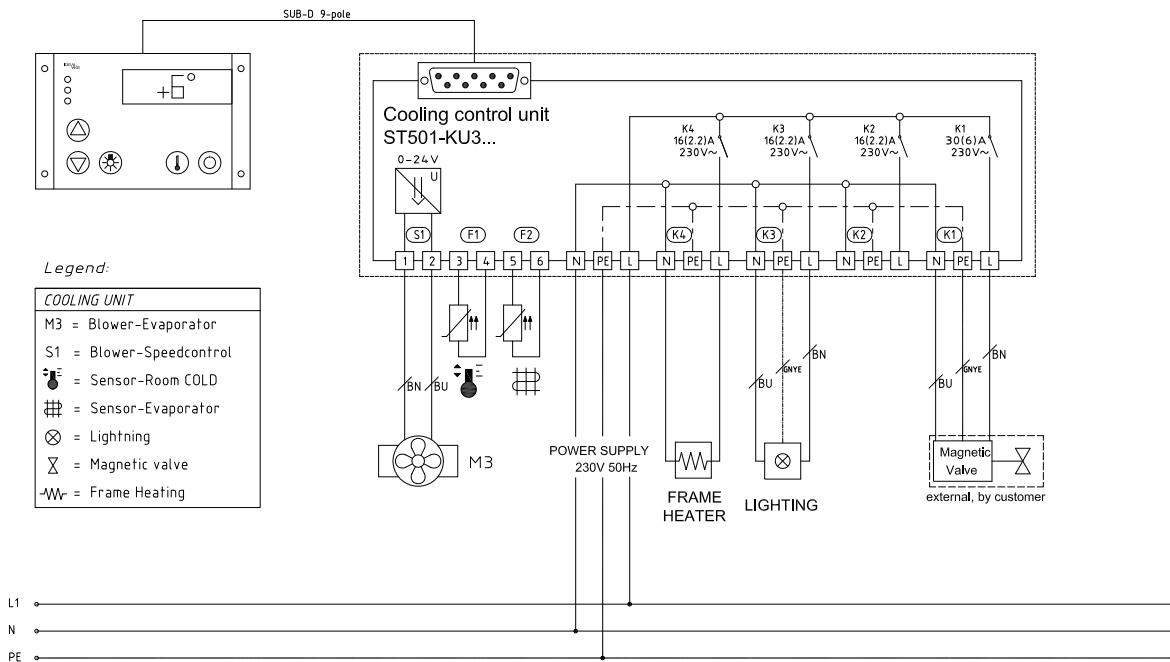 SUB-D 9-pole
+6°
Cooling control unit
ST501-KU3...
0-24V
U
K4
16(2.2)A
230V~
K3
16(2.2)A
230V~
K2
16(2.2)A
230V~
K1
30(6)A
230V~
S1
F1
F2
K4
K3
K2
K1
1 2 3 4 5 6 N PE L N PE L N PE L N PE L N PE L
Legend:
COOLING UNIT
M3 = Blower-Evaporator
S1 = Blower-Speedcontrol
= Sensor-Room COLD
= Sensor-Evaporator
= Lightning
= Magnetic valve
= Frame Heating
BN
BU
M3
POWER SUPPLY
230V 50Hz
FRAME
HEATER
BU
GNYE
BN
LIGHTING
BU
GNYE
BN
Magnetic
Valve
external, by customer
L1
N
PE